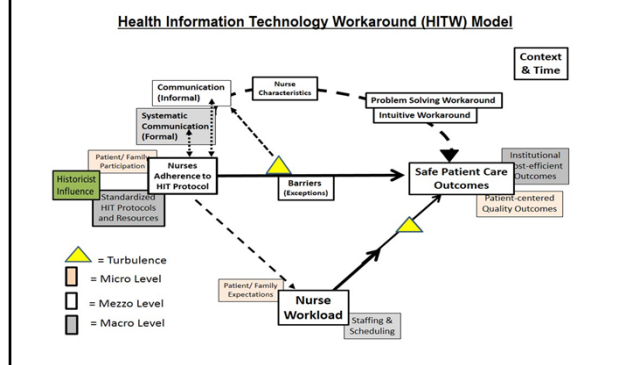 Health Information Technology Workaround (HITW) Model
Context
& Time
Communication
(Informal)
Nurse
Characteristics
Problem Solving Workaround
Intuitive Workaround
Systematic
Communication
(Formal)
Patient/ Family
Participation
Historicist
Influence
Nurses
Adherence to
HIT Protocol
Standardized
HIT Protocols
and Resources
Barriers
(Exceptions)
Safe Patient Care
Outcomes
Institutional
ost-efficient
Outcomes
Patient-centered
Quality Outcomes
= Turbulence
= Micro Level
= Mezzo Level
= Macro Level
Patient/ Family
Expectations
Nurse
Workload
Staffing &
Scheduling